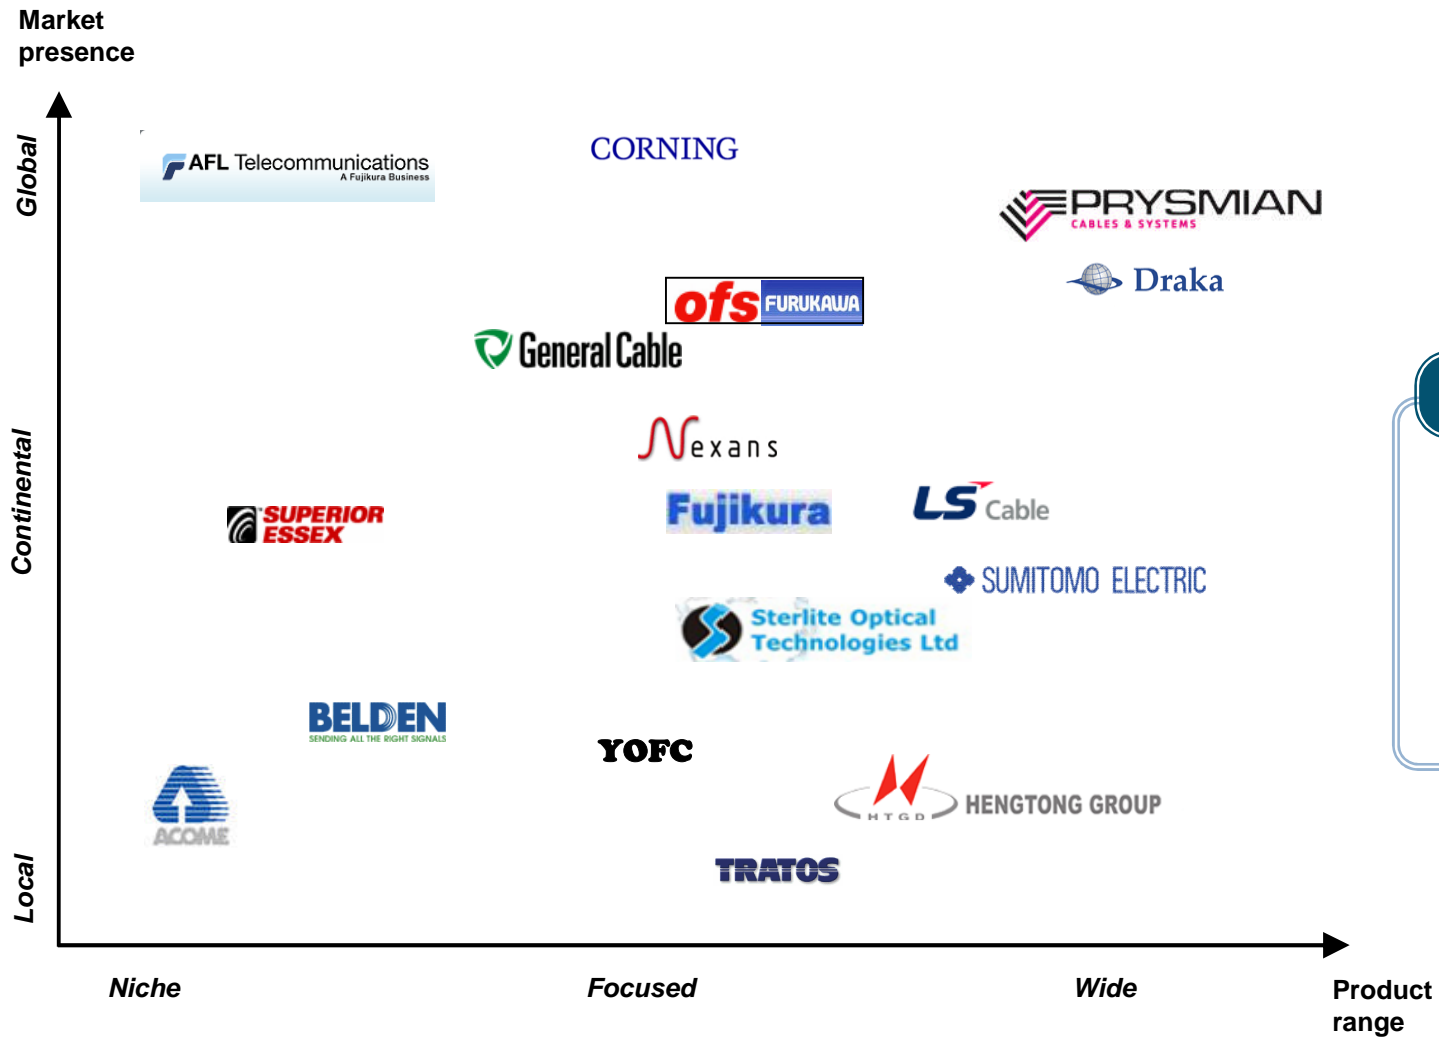 Market
presence
Global
AFL Telecommunications
A Fujikura Business
CORNING
PRYSMIAN
CABLES & SYSTEMS
Draka
ofs FURUKAWA
General Cable
Nexans
Continental
SUPERIOR
ESSEX
Fujikura
LS Cable
SUMITOMO ELECTRIC
Sterlite Optical
Technologies Ltd
BELDEN
SENDING ALL THE RIGHT SIGNALS
YOFC
ACOME
HTGD
HENGTONG GROUP
Local
TRATOS
Niche
Focused
Wide
Product
range